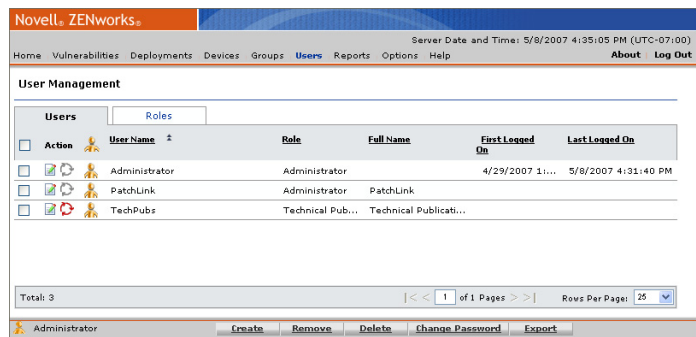 Novell® ZENworks®
Server Date and Time: 5/8/2007 4:35:05 PM (UTC-07:00)
Home Vulnerabilities Deployments Devices Groups Users Reports Options Help About Log Out
User Management
Users Roles
Action User Name Role Full Name First Logged On Last Logged On
Administrator Administrator 4/29/2007 1:... 5/8/2007 4:31:40 PM
PatchLink Administrator PatchLink
TechPubs Technical Pub... Technical Publicati...
Total: 3 |< < 1 of 1 Pages > >| Rows Per Page: 25
Administrator Create Remove Delete Change Password Export